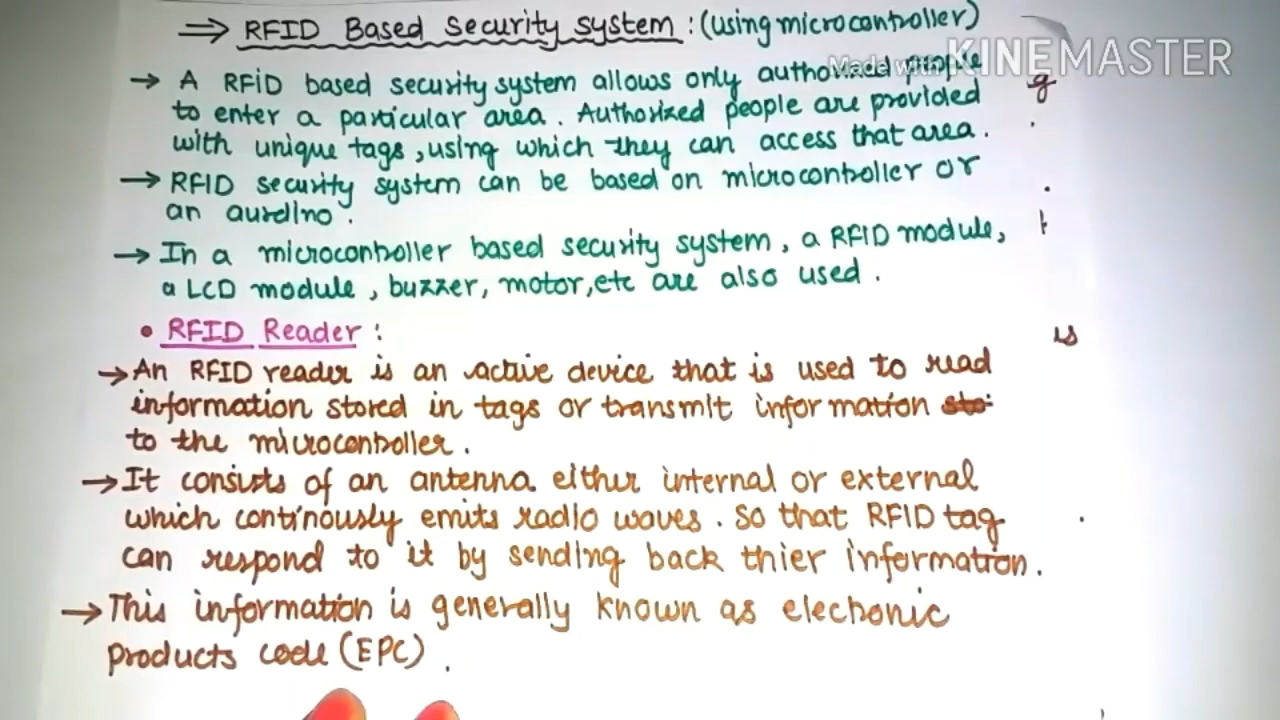 ⇒ RFID Based Security system : (using microcontroller)
Made with KINEMASTER
→ A RFID based security system allows only authorized people
to enter a particular area. Authorized people are provided
with unique tags, using which they can access that area.
→ RFID security system can be based on microcontroller or
an aurdino.
→ In a microcontroller based security system, a RFID module,
a LCD module, buzzer, motor, etc are also used.
• RFID Reader :
→ An RFID reader is an active device that is used to read
information stored in tags or transmit information
to the microcontroller.
→ It consists of an antenna either internal or external
which continously emits radio waves. So that RFID tag
can respond to it by sending back thier information.
→ This information is generally known as electronic
products code (EPC).
g
t
is